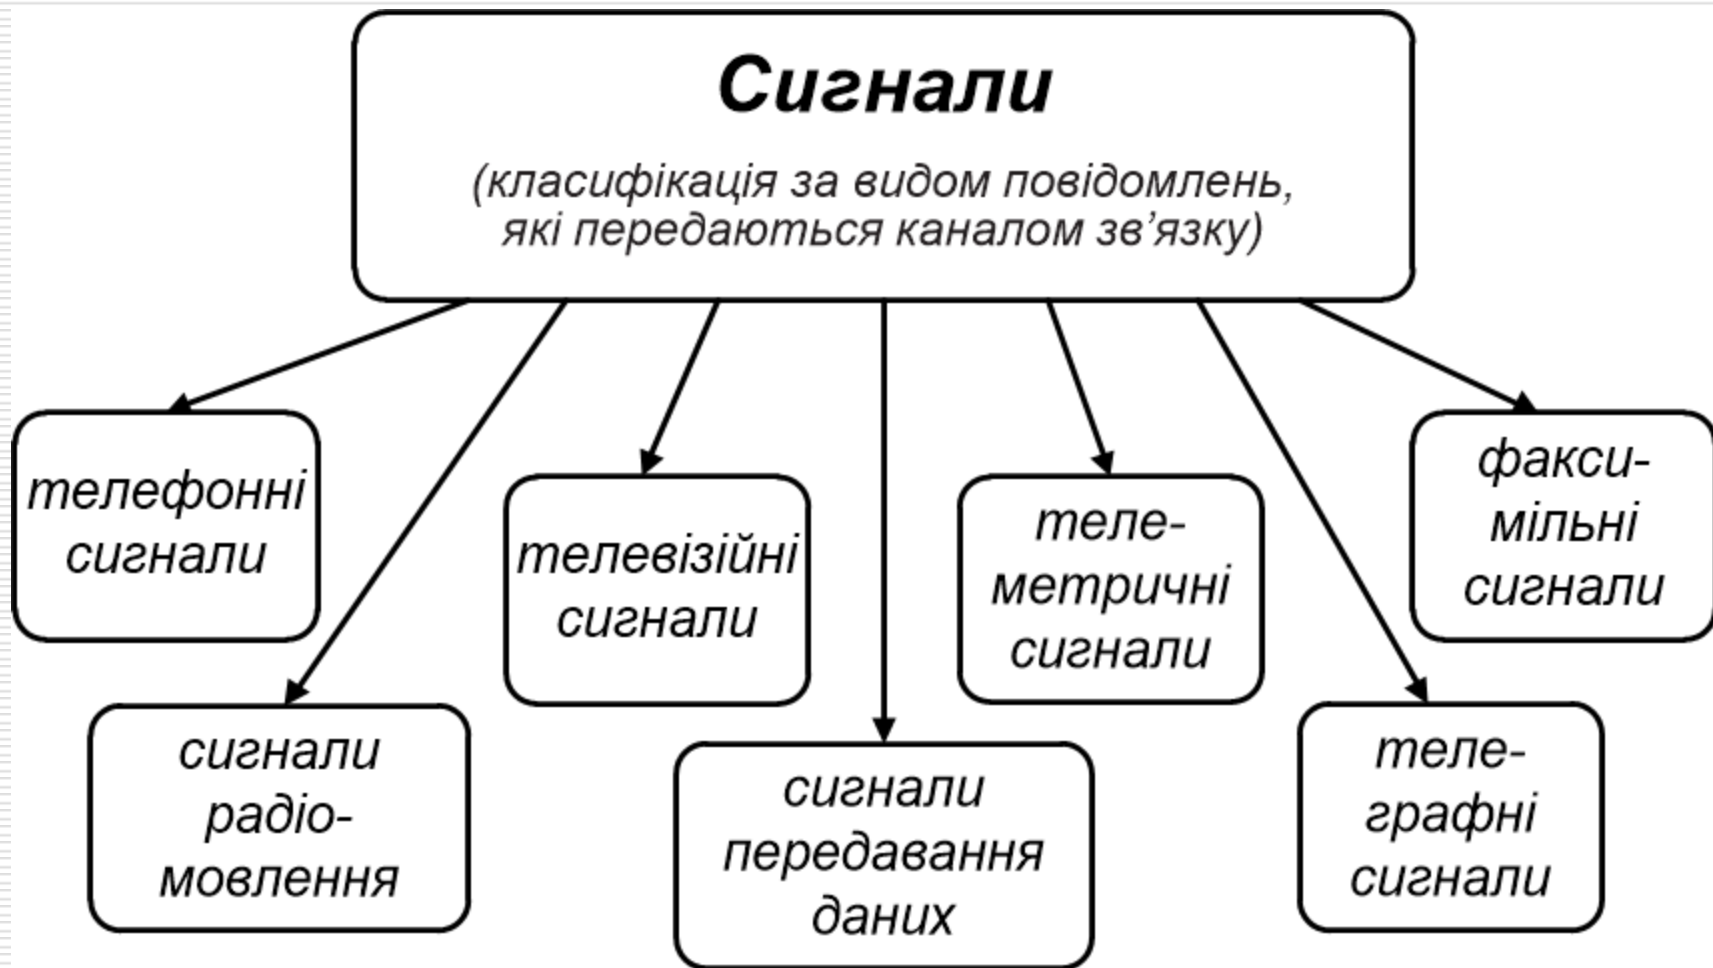 Сигнали
(класифікація за видом повідомлень,
які передаються каналом зв’язку)
телефонні
сигнали
сигнали
радіо-
мовлення
телевізійні
сигнали
сигнали
передавання
даних
теле-
метричні
сигнали
теле-
графні
сигнали
факси-
мільні
сигнали